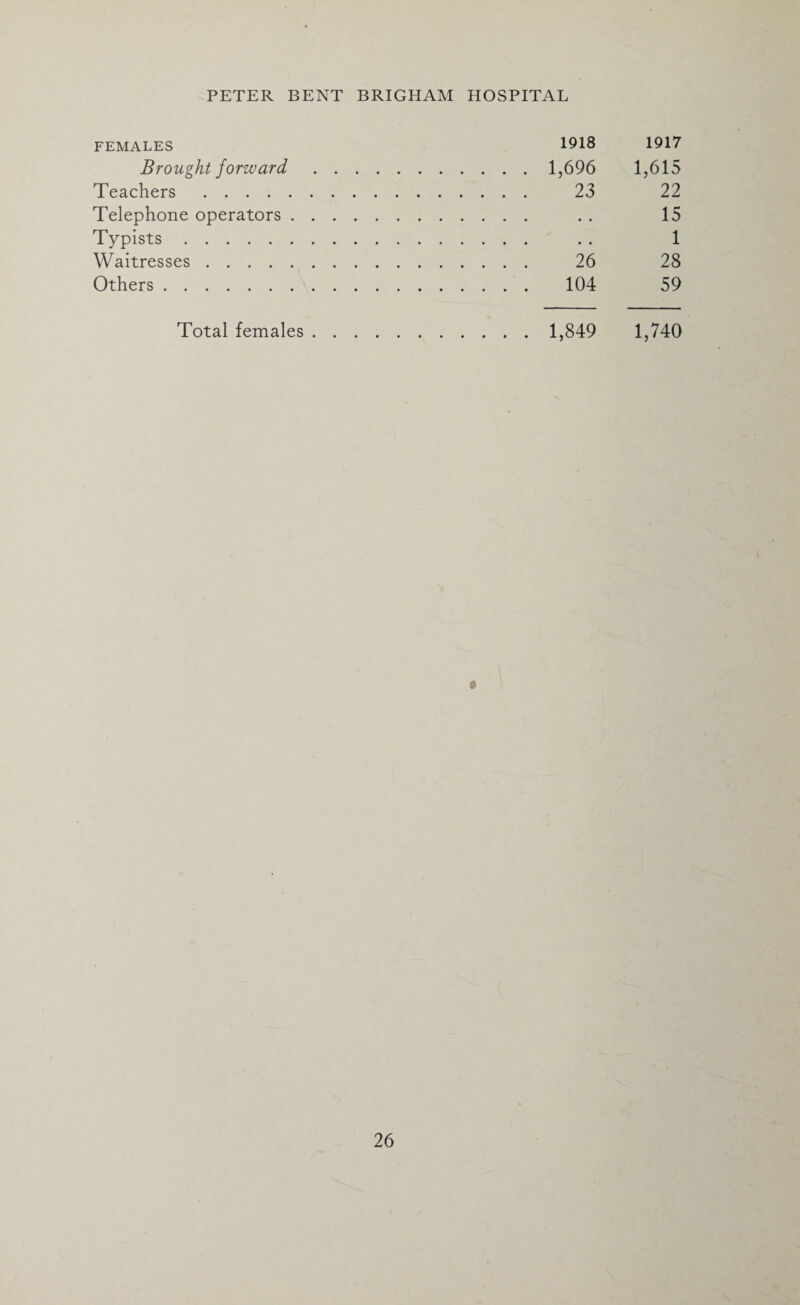 PETER BENT BRIGHAM HOSPITAL
FEMALES 1918 1917
Brought forward . . . . . . . . . . . 1,696 1,615
Teachers . . . . . . . . . . . . . . . . 23 22
Telephone operators . . . . . . . . . . . . . . 15
Typists . . . . . . . . . . . . . . . . . . . 1
Waitresses . . . . . . . . . . . . . . . . 26 28
Others . . . . . . . . . . . . . . . . . . 104 59
Total females . . . . . . . . . . . 1,849 1,740
26